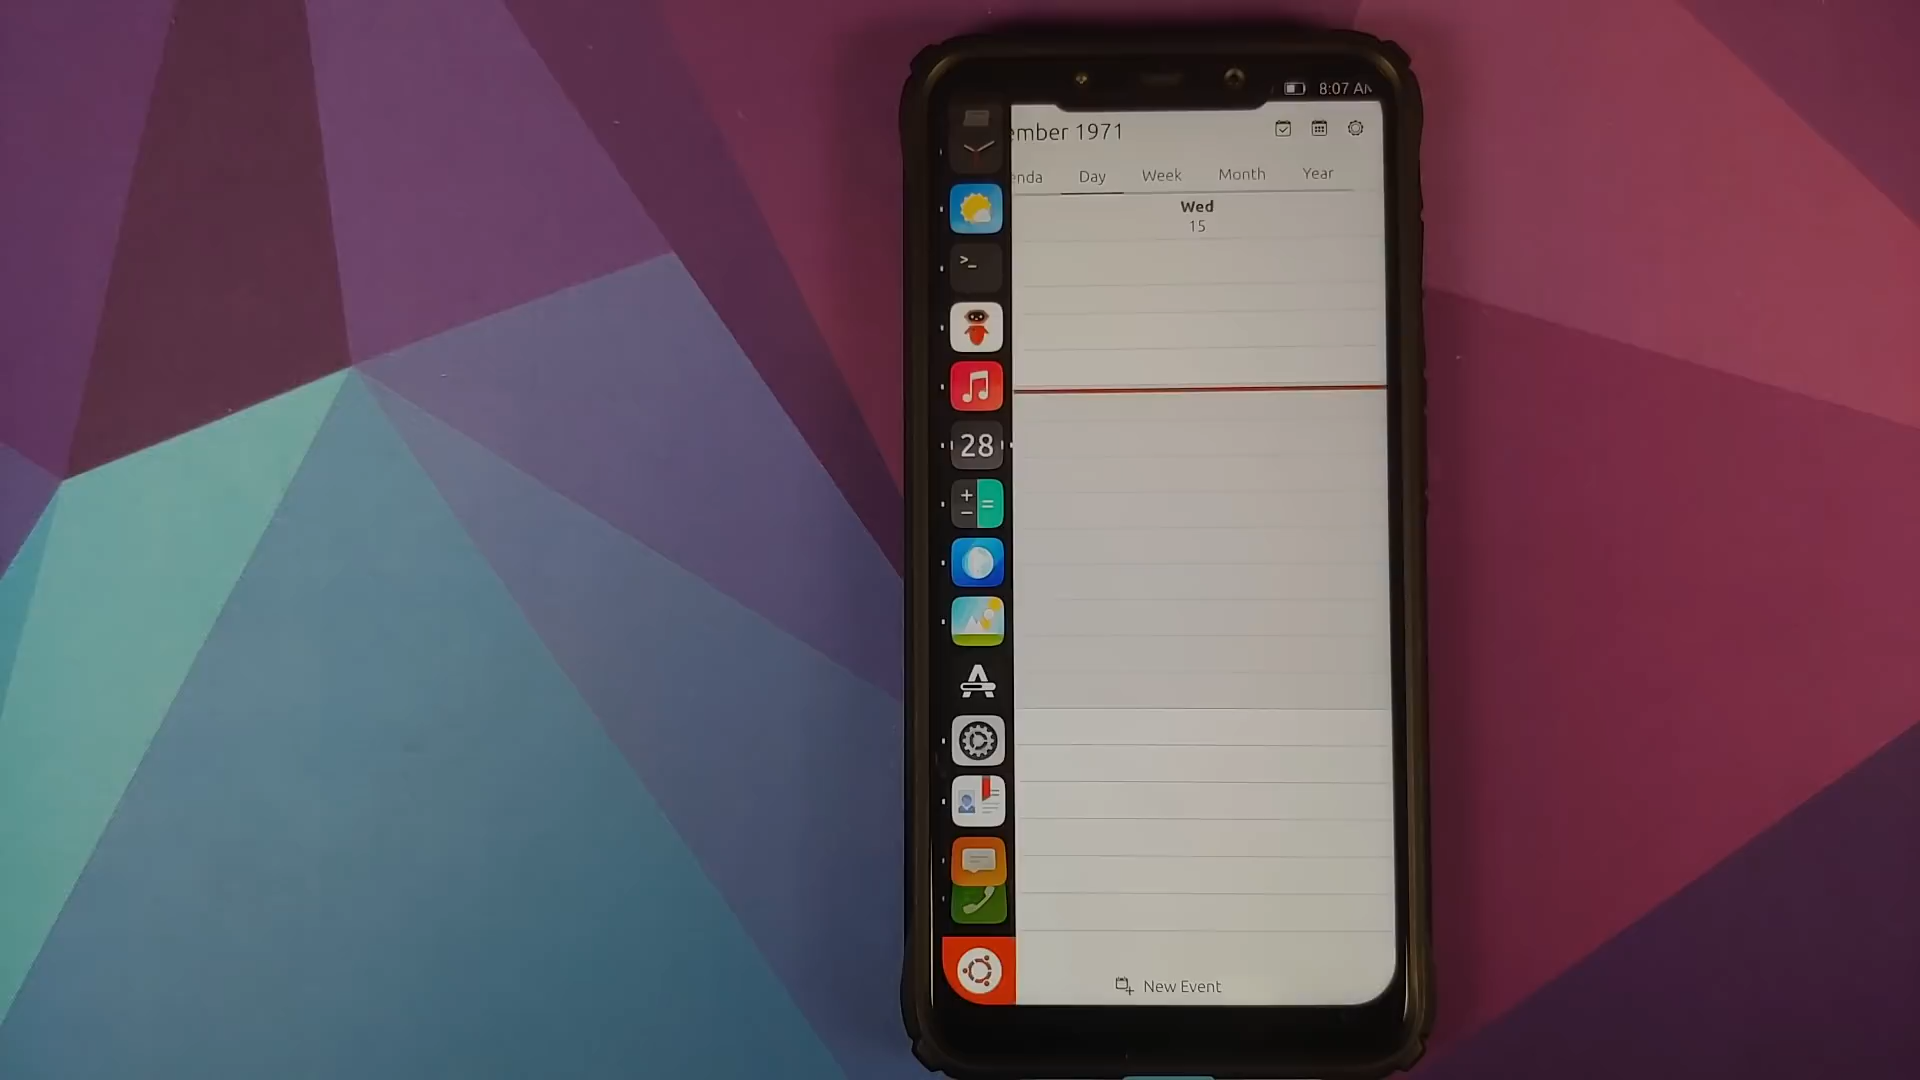 8:07 AM
ember 1971
enda Day Week Month Year
Wed
15
>_
28
+ − =
New Event